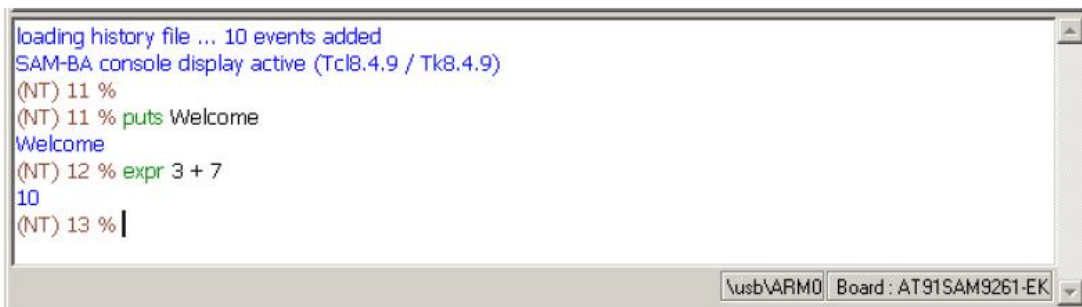 loading history file ... 10 events added
SAM-BA console display active (Tcl8.4.9 / Tk8.4.9)
(NT) 11 %
(NT) 11 % puts Welcome
Welcome
(NT) 12 % expr 3 + 7
10
(NT) 13 %
\usb\ARM0 Board : AT91SAM9261-EK